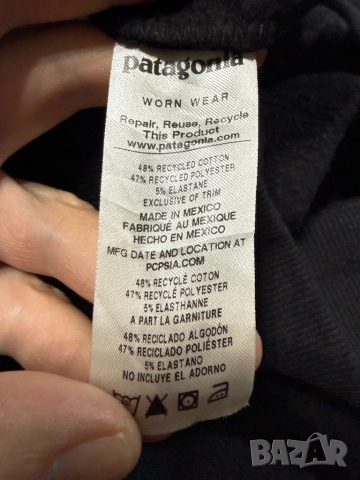 patagonia
WORN WEAR
Repair, Reuse, Recycle
This Product
www.patagonia.com
48% RECYCLED COTTON
47% RECYCLED POLYESTER
5% ELASTANE
EXCLUSIVE OF TRIM
MADE IN MEXICO
FABRIQUÉ AU MEXIQUE
HECHO EN MEXICO
MFG DATE AND LOCATION AT
PCPSIA.COM
48% RECYCLÉ COTON
47% RECYCLÉ POLYESTER
5% ELASTHANNE
A PART LA GARNITURE
48% RECICLADO ALGODÓN
47% RECICLADO POLIÉSTER
5% ELASTANO
NO INCLUYE EL ADORNO
BAZAR